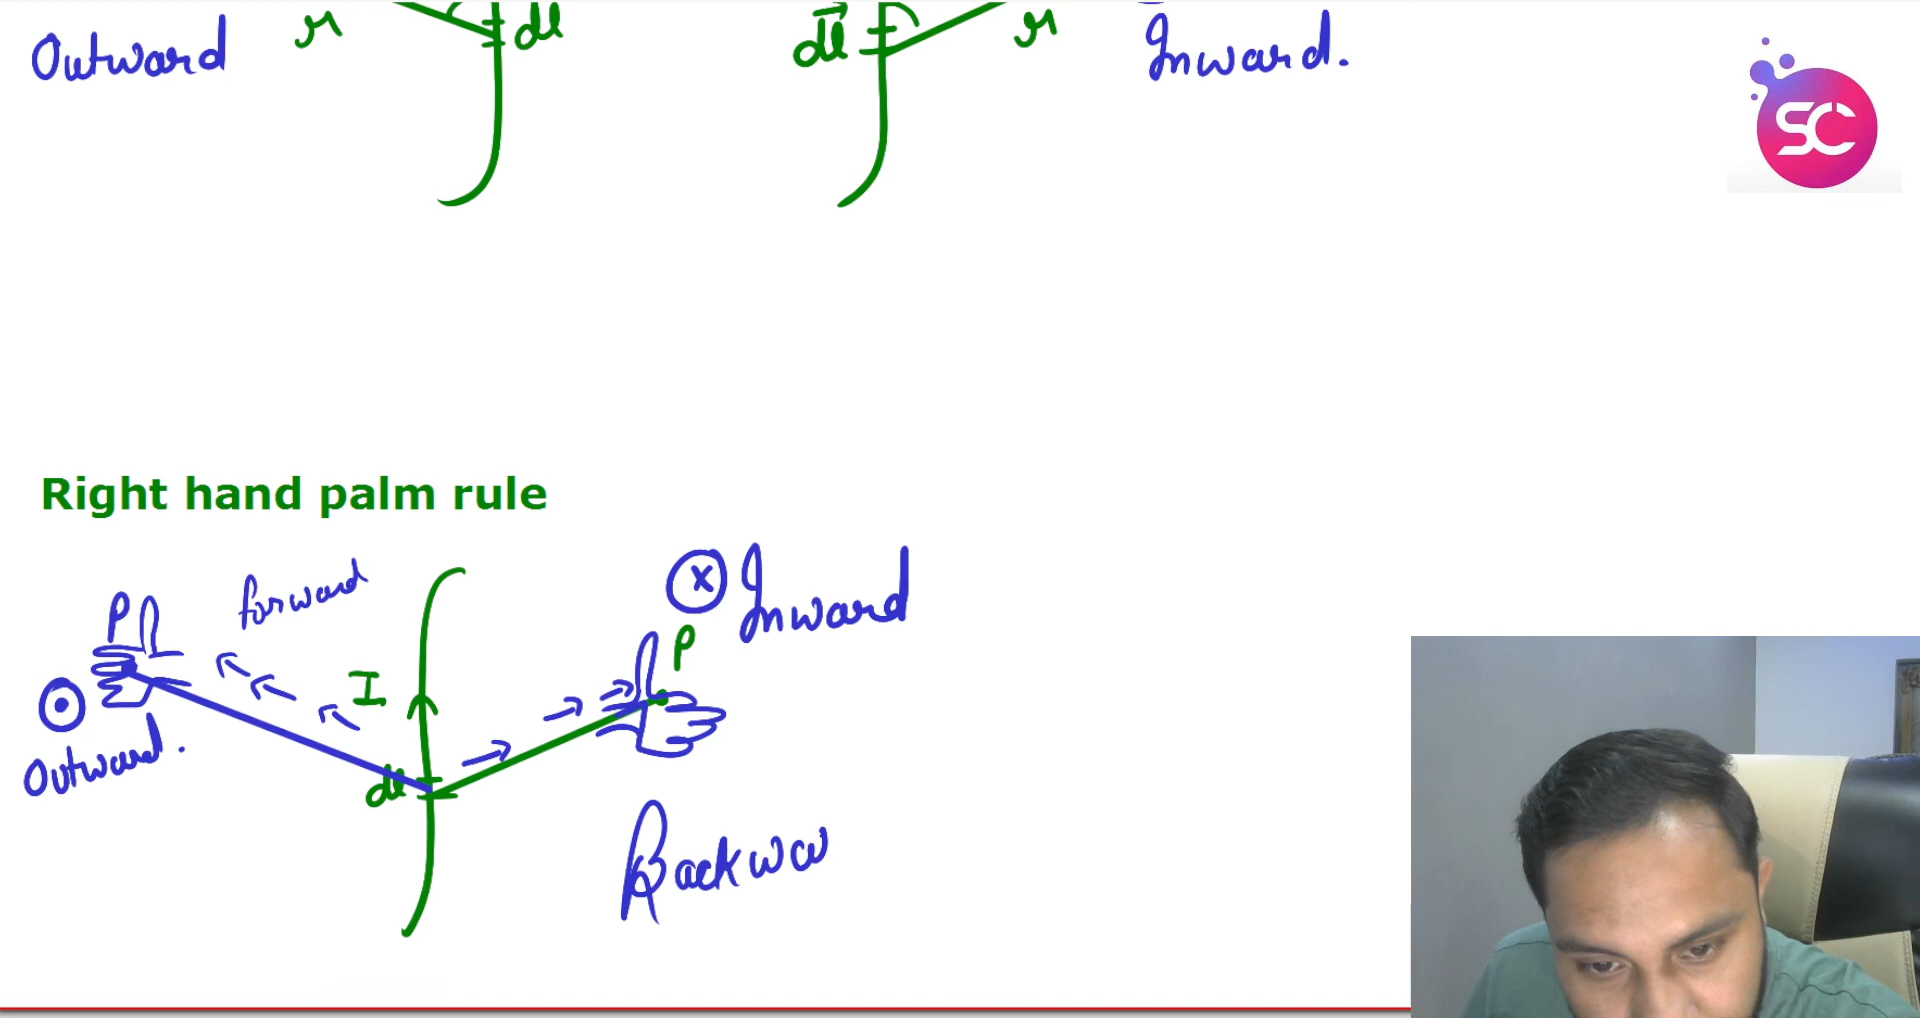 Outward r dl dl r Inward.
SC
Right hand palm rule
forward ⊗ Inward
P P
I
Outward. dl
Backwa